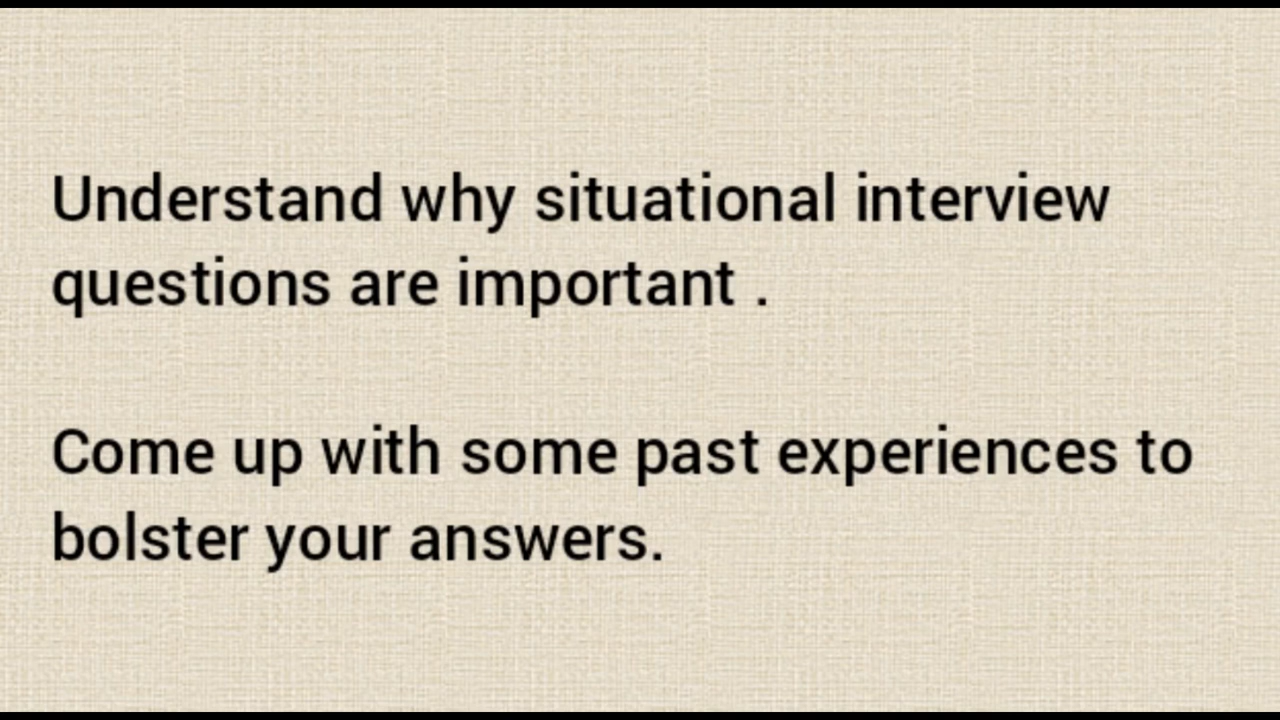 Understand why situational interview
questions are important .
Come up with some past experiences to
bolster your answers.